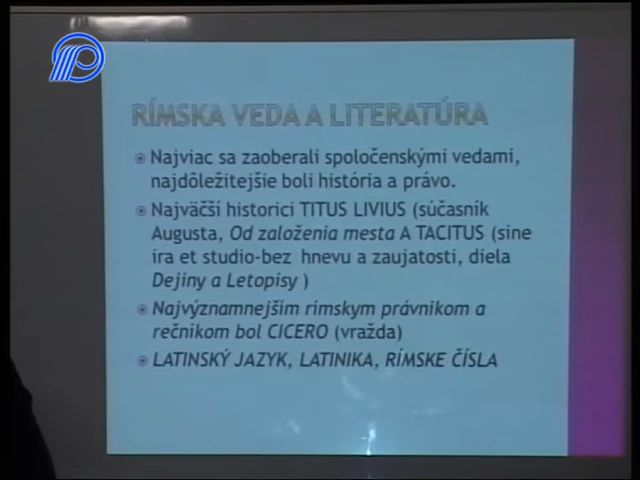 RÍMSKA VEDA A LITERATÚRA
Najviac sa zaoberali spoločenskými vedami,
najdôležitejšie boli história a právo.
Najväčší historici TITUS LIVIUS (súčasník
Augusta, Od založenia mesta A TACITUS (sine
ira et studio-bez hnevu a zaujatosti, diela
Dejiny a Letopisy )
Najvýznamnejším rímskym právnikom a
rečníkom bol CICERO (vražda)
LATINSKÝ JAZYK, LATINIKA, RÍMSKE ČÍSLA